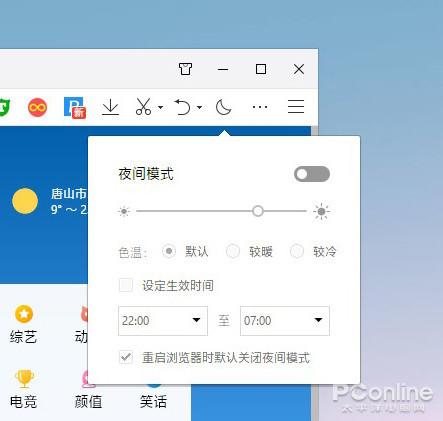 新
夜间模式
唐山市
9° ~ 2
色温: 默认 较暖 较冷
设定生效时间
22:00 至 07:00
重启浏览器时默认关闭夜间模式
综艺 动
电竞 颜值 笑话
PConline
太平洋电脑网